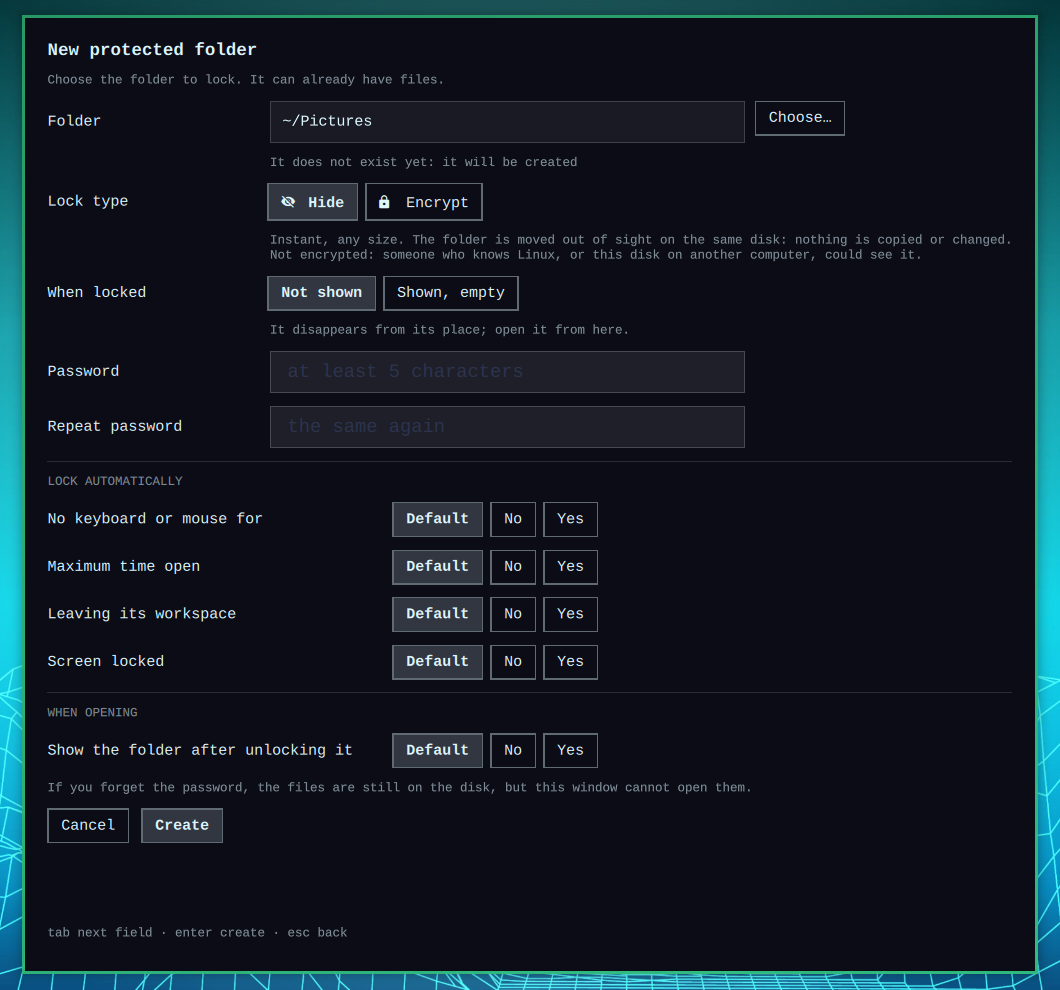 New protected folder
Choose the folder to lock. It can already have files.
Folder ~/Pictures Choose…
It does not exist yet: it will be created
Lock type Hide Encrypt
Instant, any size. The folder is moved out of sight on the same disk: nothing is copied or changed.
Not encrypted: someone who knows Linux, or this disk on another computer, could see it.
When locked Not shown Shown, empty
It disappears from its place; open it from here.
Password at least 5 characters
Repeat password the same again
LOCK AUTOMATICALLY
No keyboard or mouse for Default No Yes
Maximum time open Default No Yes
Leaving its workspace Default No Yes
Screen locked Default No Yes
WHEN OPENING
Show the folder after unlocking it Default No Yes
If you forget the password, the files are still on the disk, but this window cannot open them.
Cancel Create
tab next field · enter create · esc back